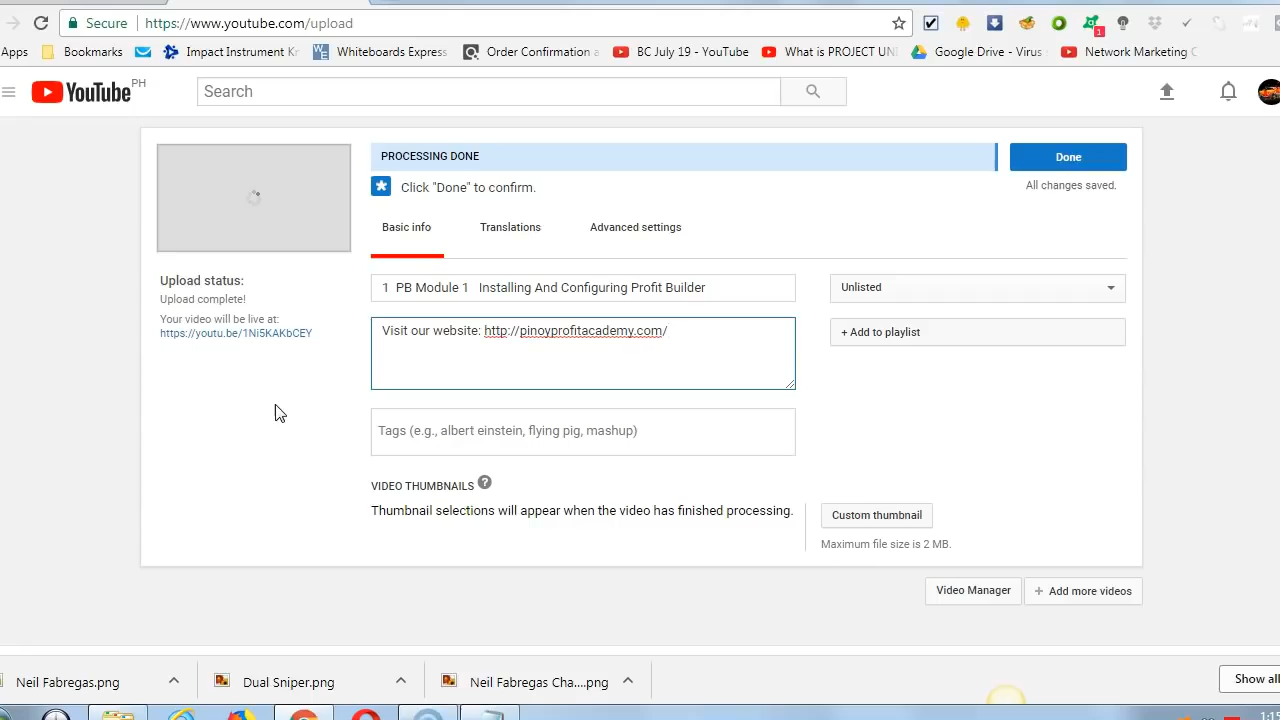 Secure https://www.youtube.com/upload
1
Apps Bookmarks Impact Instrument Whiteboards Express Order Confirmation BC July 19 - YouTube What is PROJECT Google Drive - Virus Network Marketing
YouTube PH
Search
PROCESSING DONE
Done
Click "Done" to confirm.
All changes saved.
Basic info Translations Advanced settings
Upload status:
Upload complete!
Your video will be live at:
https://youtu.be/1Ni5KAKbCEY
1 PB Module 1 Installing And Configuring Profit Builder
Unlisted
Visit our website: http://pinoyprofitacademy.com/
+ Add to playlist
Tags (e.g., albert einstein, flying pig, mashup)
VIDEO THUMBNAILS ?
Thumbnail selections will appear when the video has finished processing.
Custom thumbnail
Maximum file size is 2 MB.
Video Manager + Add more videos
Neil Fabregas.png Dual Sniper.png Neil Fabregas Cha....png Show all